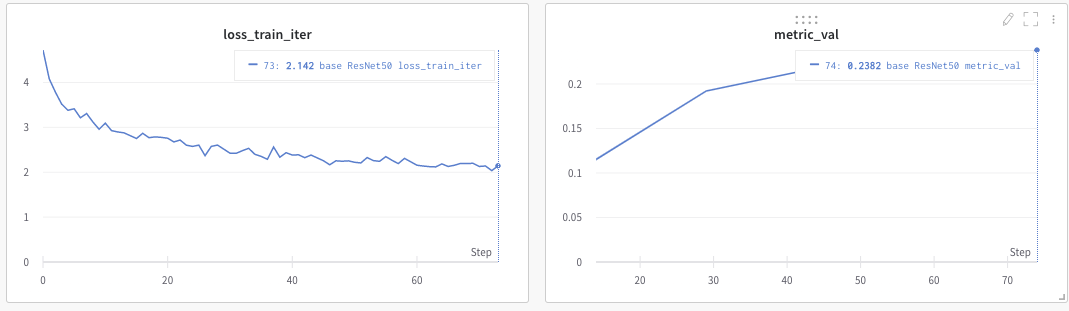 loss_train_iter
73: 2.142 base ResNet50 loss_train_iter
4
3
2
1
0
Step
0 20 40 60
metric_val
74: 0.2382 base ResNet50 metric_val
0.2
0.15
0.1
0.05
0
Step
20 30 40 50 60 70